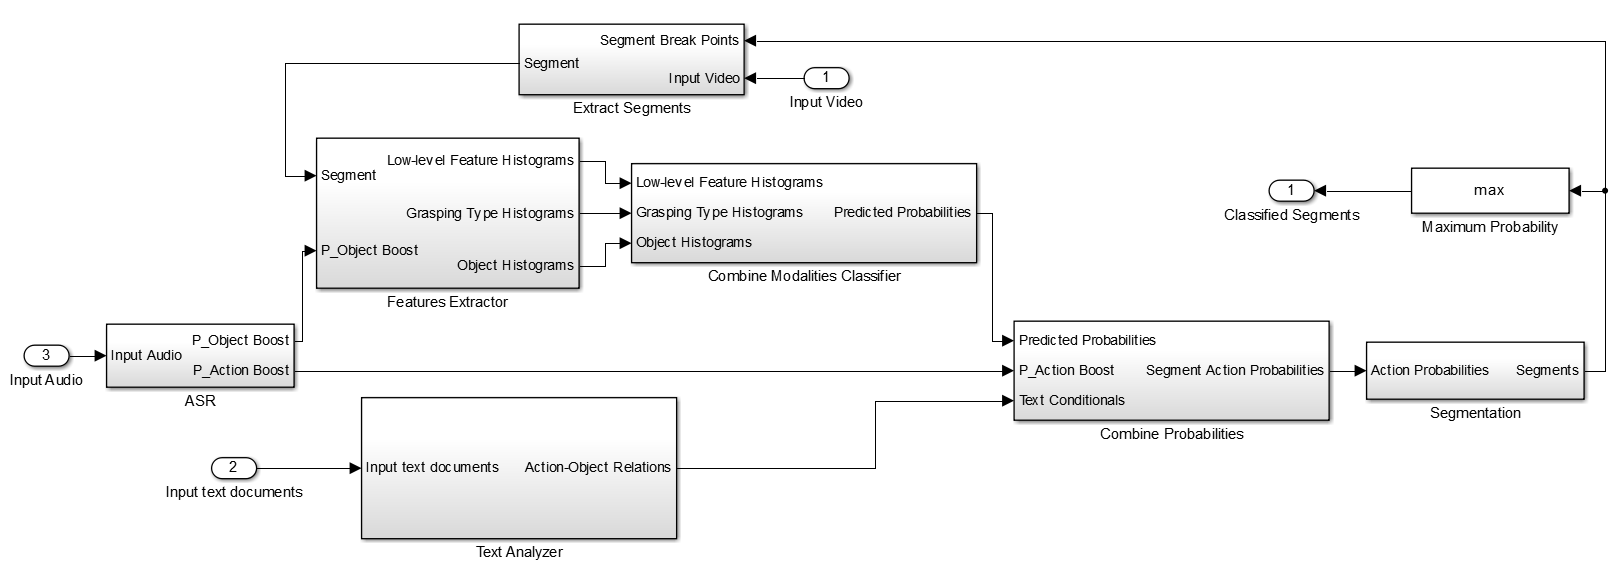 Segment Break Points
Segment
Input Video
1
Extract Segments
Input Video
Low-level Feature Histograms
Segment
Grasping Type Histograms
P_Object Boost
Object Histograms
Features Extractor
Low-level Feature Histograms
Grasping Type Histograms
Predicted Probabilities
Object Histograms
Combine Modalities Classifier
1
Classified Segments
max
Maximum Probability
3
Input Audio
Input Audio
P_Object Boost
P_Action Boost
ASR
Predicted Probabilities
P_Action Boost
Segment Action Probabilities
Text Conditionals
Combine Probabilities
Action Probabilities
Segments
Segmentation
2
Input text documents
Input text documents
Action-Object Relations
Text Analyzer